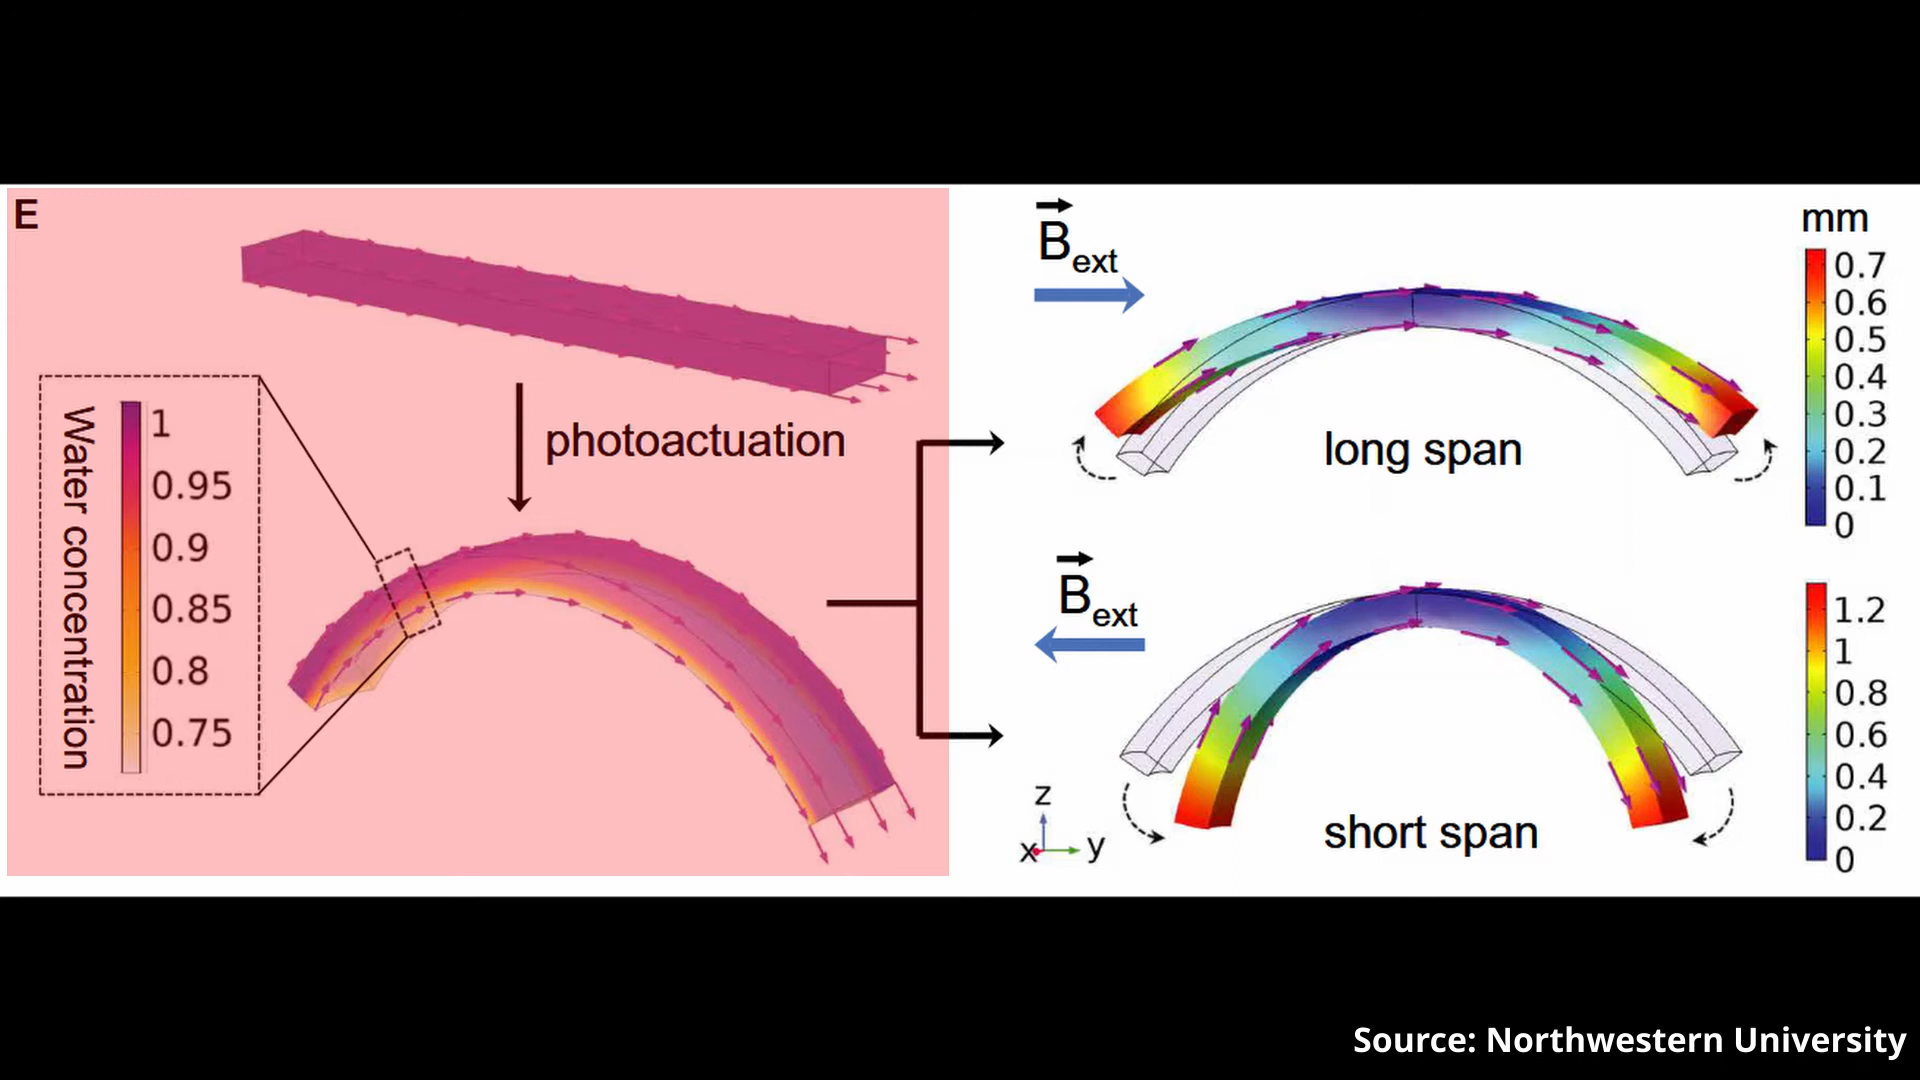 E
Water concentration
1
0.95
0.9
0.85
0.8
0.75
photoactuation
B ext
long span
mm
0.7
0.6
0.5
0.4
0.3
0.2
0.1
0
B ext
short span
z
x
y
1.2
1
0.8
0.6
0.4
0.2
0
Source: Northwestern University